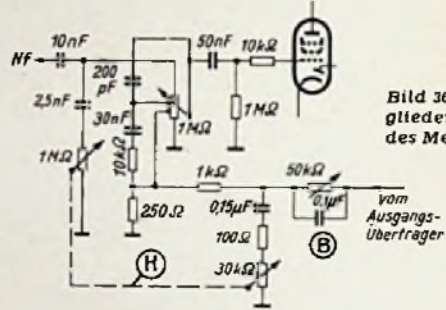 Nf
10nF
200
pF
50nF
10kΩ
2,5nF
30nF
1MΩ
1MΩ
1MΩ
10kΩ
250Ω
1kΩ
50kΩ
0,1µF
0,15µF
100Ω
30kΩ
H
B
vom
Ausgangs-
Übertrager
Bild 36
glieder
des Me